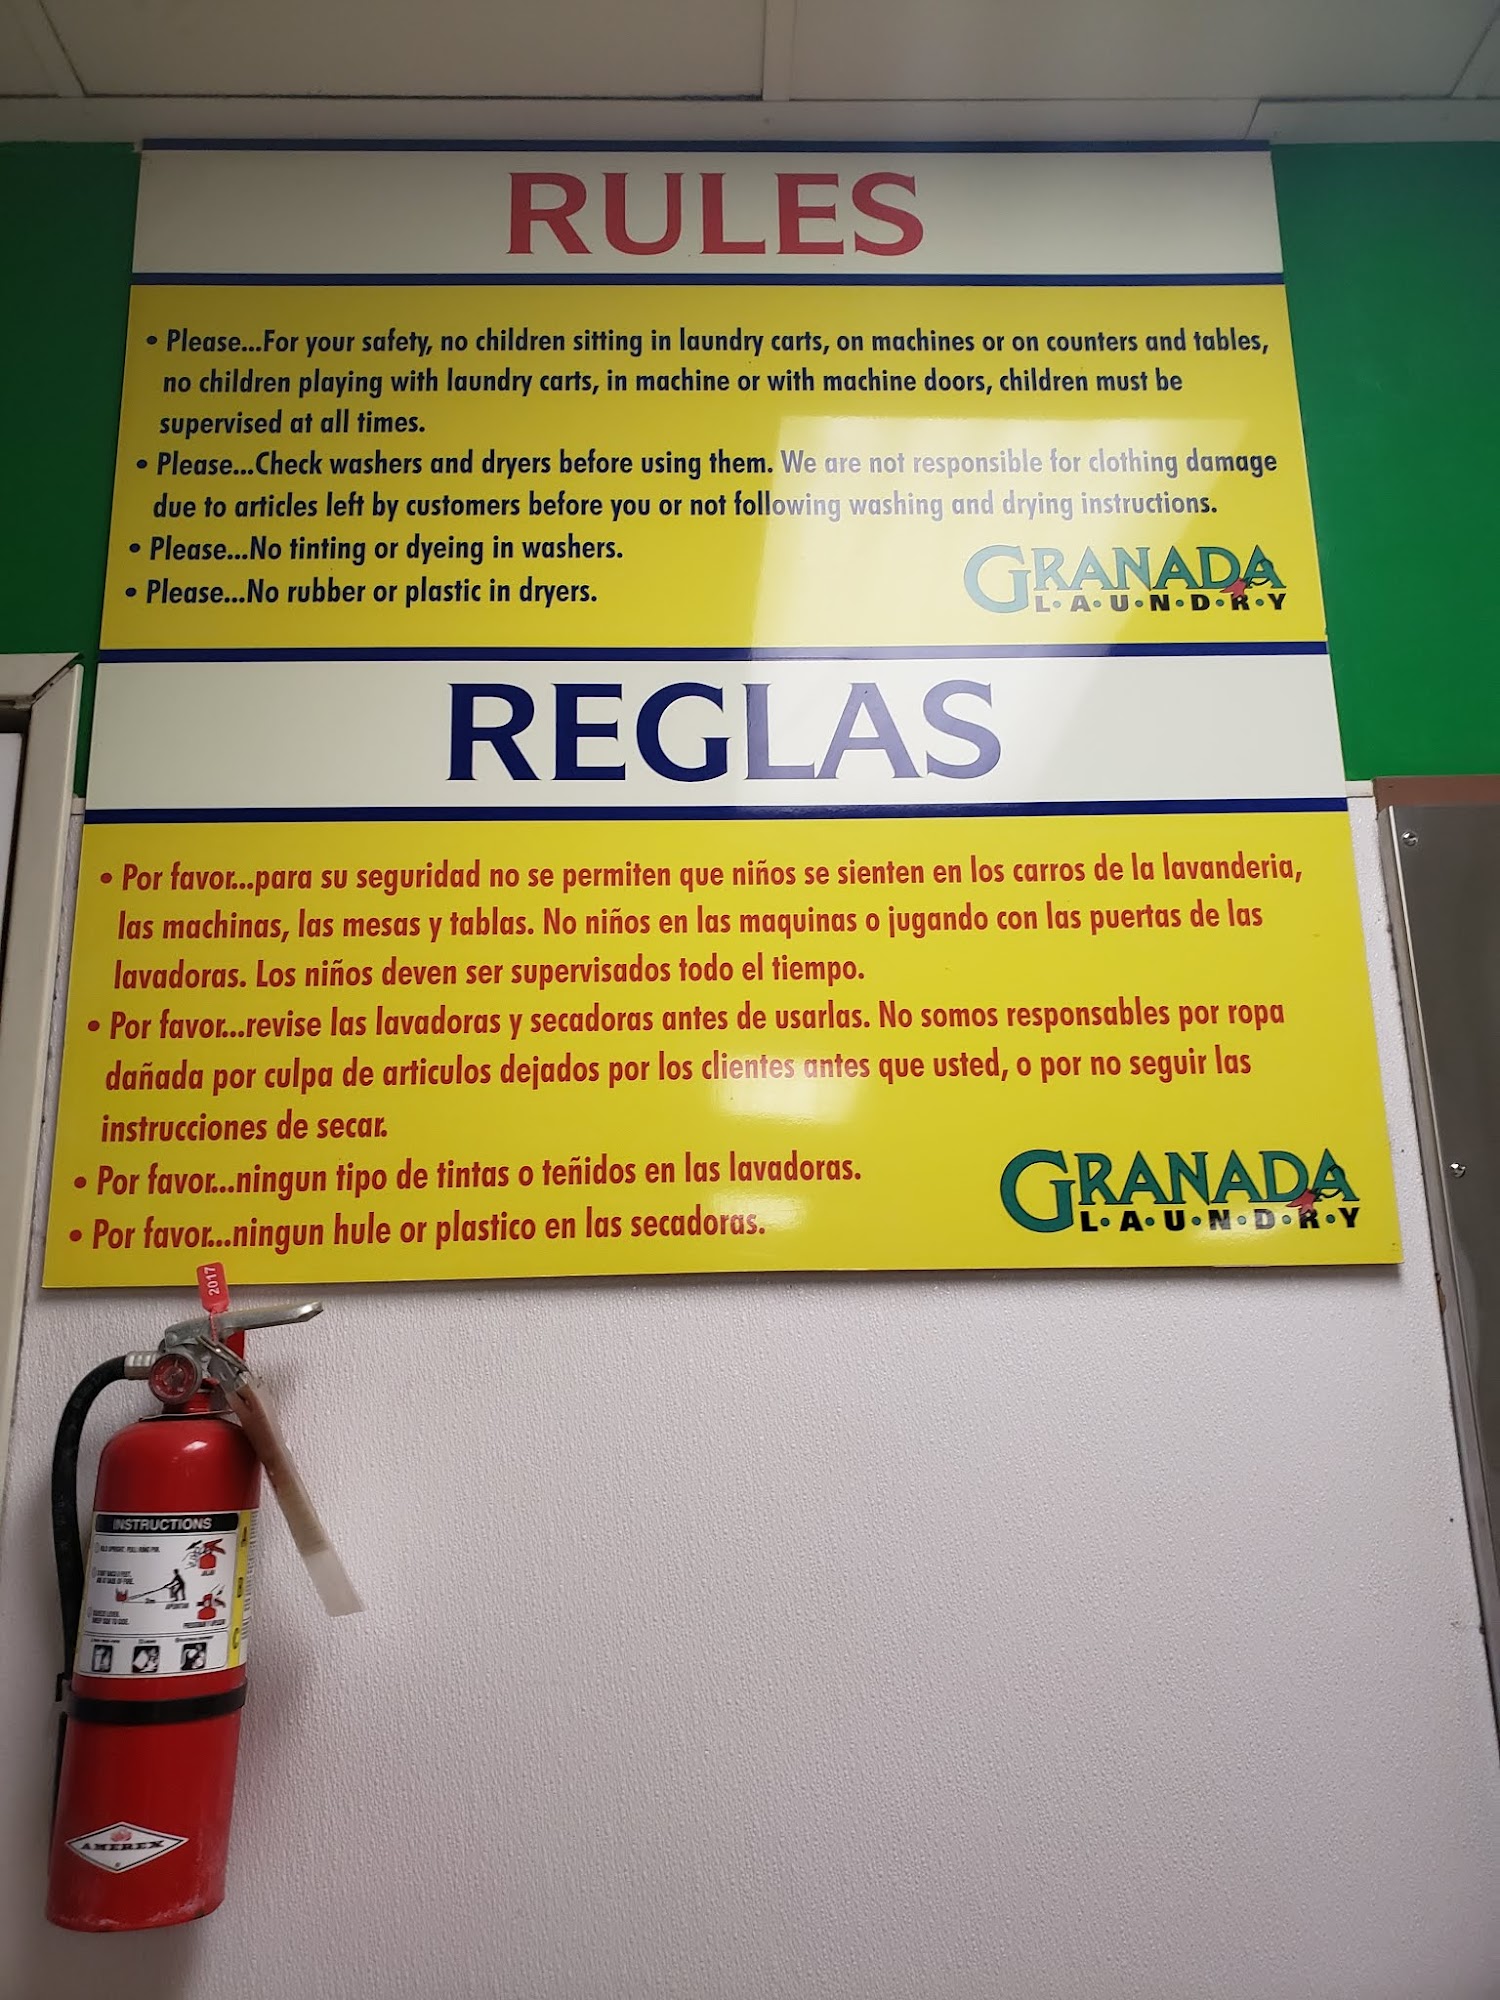 RULES
• Please...For your safety, no children sitting in laundry carts, on machines or on counters and tables,
no children playing with laundry carts, in machine or with machine doors, children must be
supervised at all times.
• Please...Check washers and dryers before using them. We are not responsible for clothing damage
due to articles left by customers before you or not following washing and drying instructions.
• Please...No tinting or dyeing in washers.
• Please...No rubber or plastic in dryers.
GRANADA
L•A•U•N•D•R•Y
REGLAS
• Por favor...para su seguridad no se permiten que niños se sienten en los carros de la lavanderia,
las machinas, las mesas y tablas. No niños en las maquinas o jugando con las puertas de las
lavadoras. Los niños deven ser supervisados todo el tiempo.
• Por favor...revise las lavadoras y secadoras antes de usarlas. No somos responsables por ropa
dañada por culpa de articulos dejados por los clientes antes que usted, o por no seguir las
instrucciones de secar.
• Por favor...ningun tipo de tintas o teñidos en las lavadoras.
• Por favor...ningun hule or plastico en las secadoras.
GRANADA
L•A•U•N•D•R•Y
2017
INSTRUCTIONS
A
B
C
AMEREX